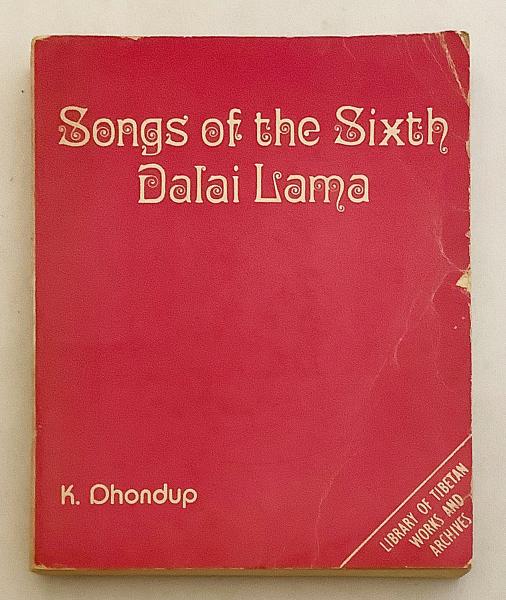 Songs of the Sixth
Dalai Lama
K. Dhondup
LIBRARY OF TIBETAN
WORKS AND
ARCHIVES